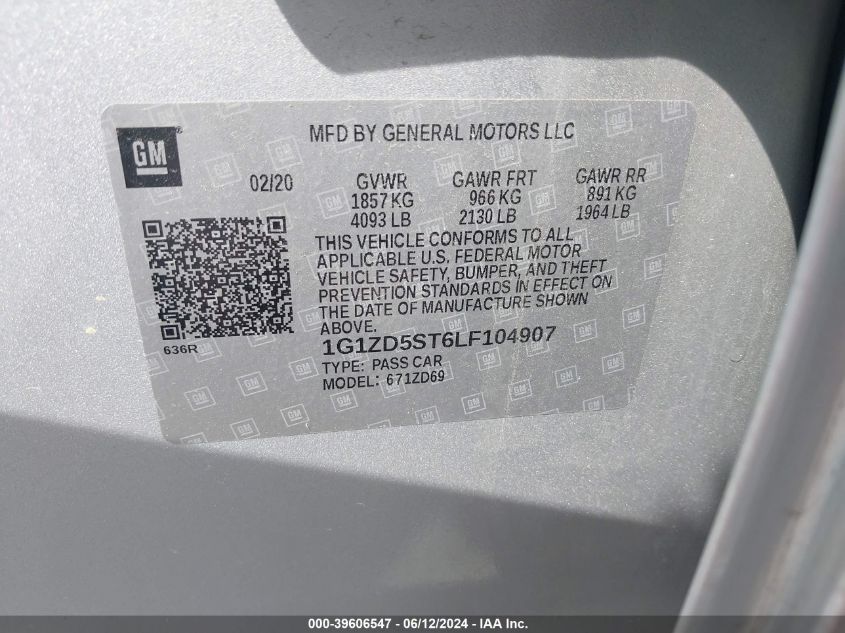 MFD BY GENERAL MOTORS LLC
GM
02/20 GVWR GAWR FRT GAWR RR
1857 KG 966 KG 891 KG
4093 LB 2130 LB 1964 LB
THIS VEHICLE CONFORMS TO ALL
APPLICABLE U.S. FEDERAL MOTOR
VEHICLE SAFETY, BUMPER, AND THEFT
PREVENTION STANDARDS IN EFFECT ON
THE DATE OF MANUFACTURE SHOWN
ABOVE.
636R
1G1ZD5ST6LF104907
TYPE: PASS CAR
MODEL: 671ZD69
000-39606547 - 06/12/2024 - IAAI, Inc.